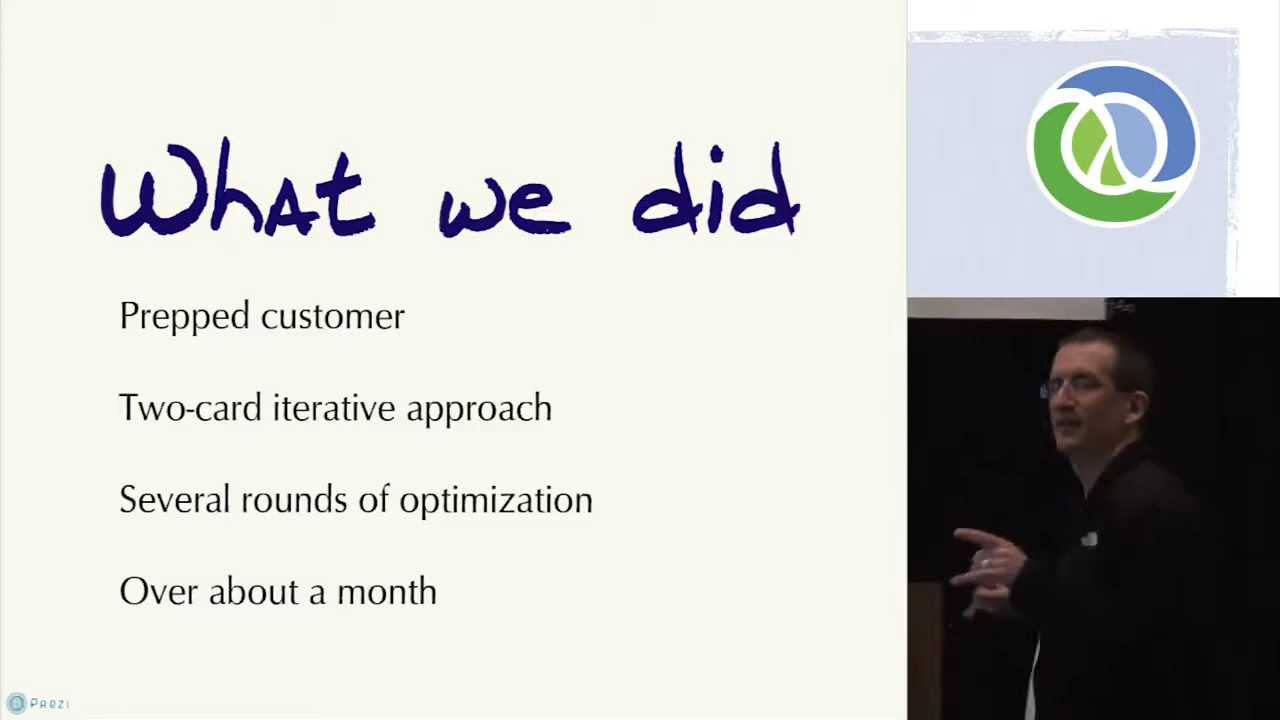 What we did
Prepped customer
Two-card iterative approach
Several rounds of optimization
Over about a month
Prezi